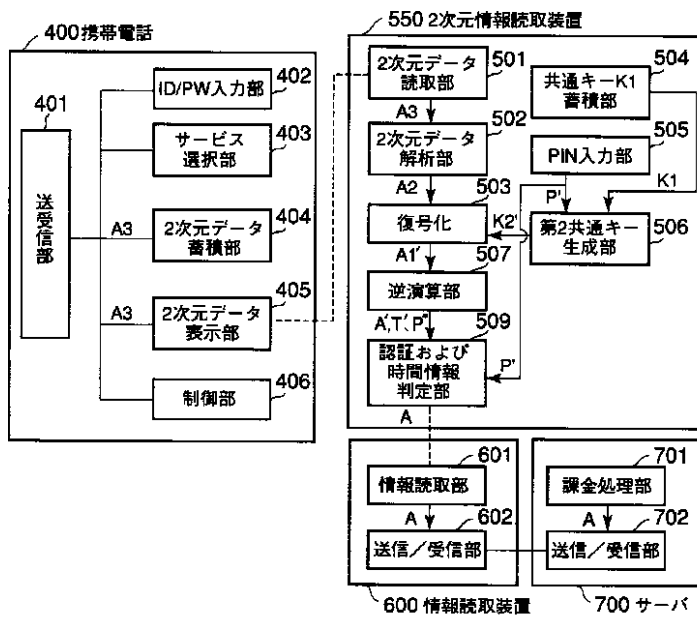 400 携帯電話
401
送受信部
402
ID/PW入力部
403
サービス
選択部
A3
404
2次元データ
蓄積部
A3
405
2次元データ
表示部
406
制御部
550 2次元情報読取装置
501
2次元データ
読取部
A3
502
2次元データ
解析部
A2
503
復号化
A1′
507
逆演算部
A′,T′,P″
509
認証および
時間情報
判定部
A
504
共通キーK1
蓄積部
505
PIN入力部
P′
K1
K2′
第2共通キー
生成部
506
P′
601
情報読取部
A
602
送信／受信部
600 情報読取装置
701
課金処理部
A
702
送信／受信部
700 サーバ